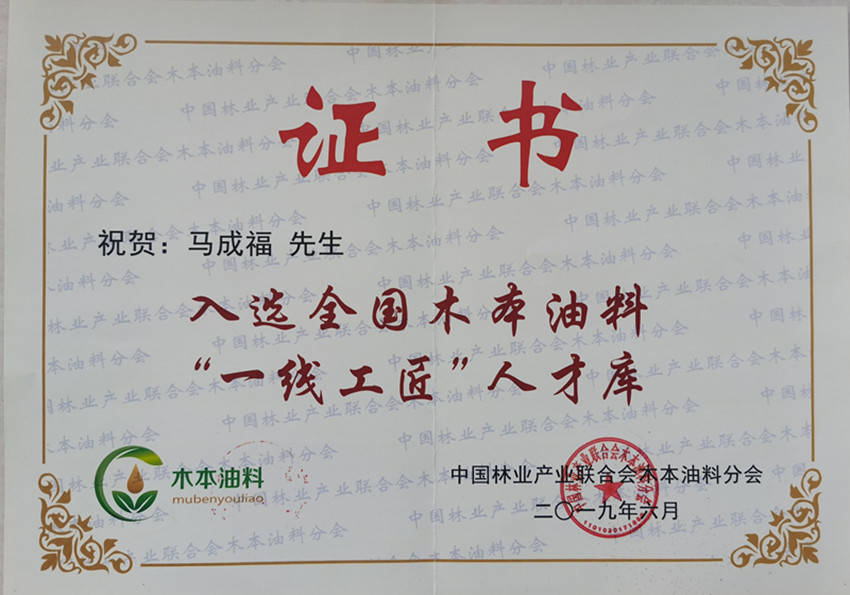 证 书
祝贺：马成福 先生
入选全国木本油料
“一线工匠”人才库
木本油料
mubenyouliao
中国林业产业联合会木本油料分会
二〇一九年六月